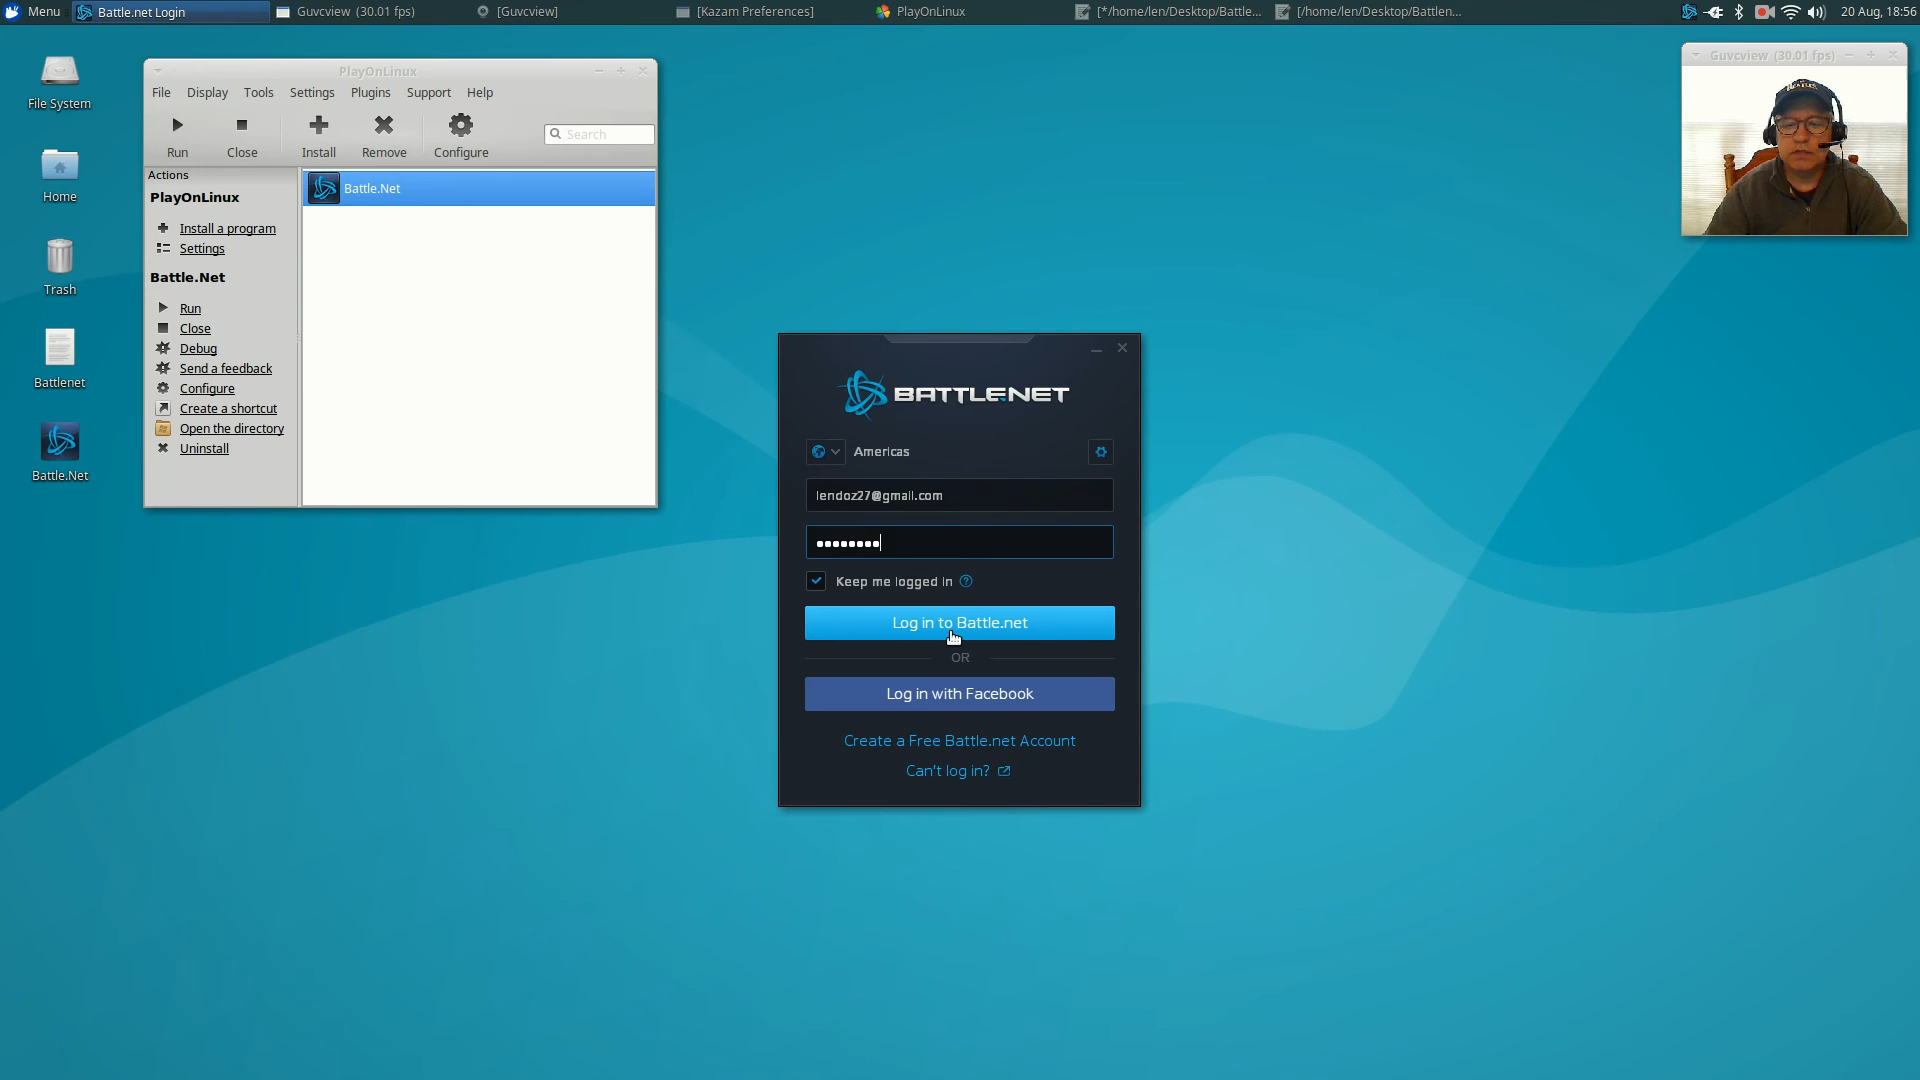 Menu
Battle.net Login
Guvcview (30.01 fps)
[Guvcview]
[Kazam Preferences]
PlayOnLinux
[*/home/len/Desktop/Battle...
[/home/len/Desktop/Battlen...
20 Aug, 18:56
File System
Home
Trash
Battlenet
Battle.Net
PlayOnLinux
File Display Tools Settings Plugins Support Help
Run Close Install Remove Configure
Search
Actions
PlayOnLinux
Install a program
Settings
Battle.Net
Run
Close
Debug
Send a feedback
Configure
Create a shortcut
Open the directory
Uninstall
Battle.Net
BATTLE.NET
Americas
lendoz27@gmail.com
Keep me logged in ?
Log in to Battle.net
OR
Log in with Facebook
Create a Free Battle.net Account
Can't log in?
Guvcview (30.01 fps)